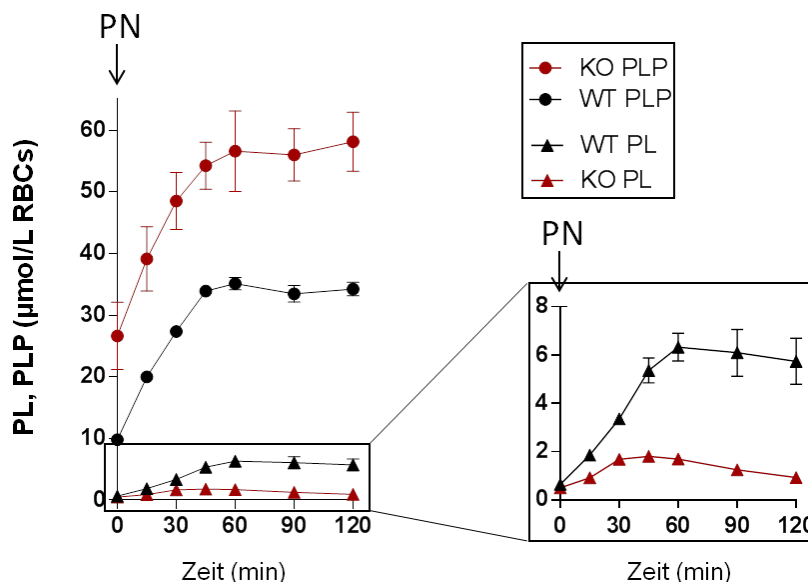 PN
KO PLP
WT PLP
WT PL
KO PL
PL, PLP (µmol/L RBCs)
60
50
40
30
20
10
0
0 30 60 90 120
Zeit (min)
PN
8
6
4
2
0
0 30 60 90 120
Zeit (min)